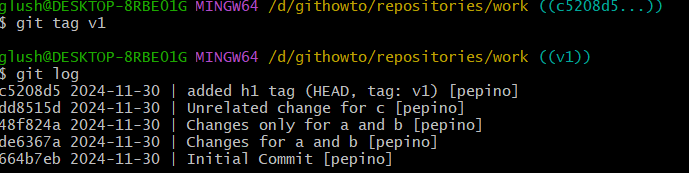 glush@DESKTOP-8RBE01G MINGW64 /d/githowto/repositories/work ((c5208d5...))
$ git tag v1
glush@DESKTOP-8RBE01G MINGW64 /d/githowto/repositories/work ((v1))
$ git log
c5208d5 2024-11-30 | added h1 tag (HEAD, tag: v1) [pepino]
dd8515d 2024-11-30 | Unrelated change for c [pepino]
48f824a 2024-11-30 | Changes only for a and b [pepino]
de6367a 2024-11-30 | Changes for a and b [pepino]
664b7eb 2024-11-30 | Initial Commit [pepino]